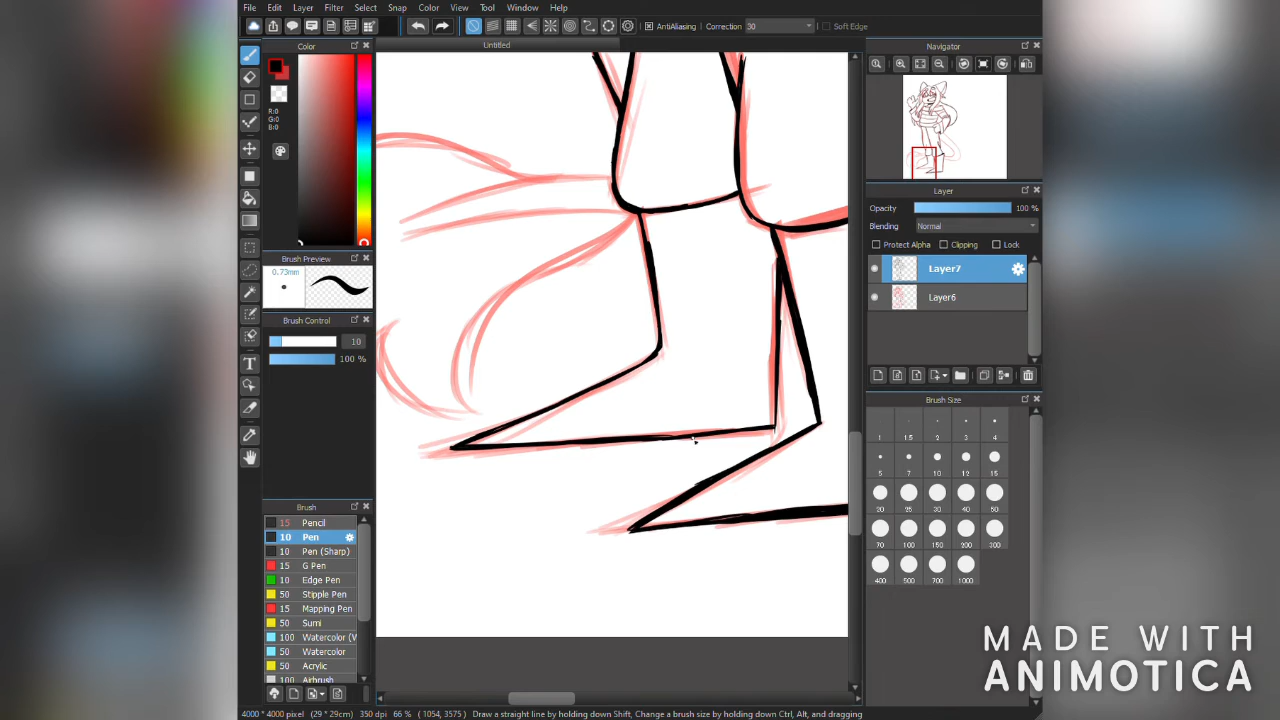 File Edit Layer Filter Select Snap Color View Tool Window Help
AntiAliasing Correction 30 Soft Edge
Untitled
Color
R:0
G:0
B:0
Brush Preview
0.73mm
Brush Control
10
100 %
Brush
15 Pencil
10 Pen
10 Pen (Sharp)
15 G Pen
10 Edge Pen
50 Stipple Pen
15 Mapping Pen
50 Sumi
100 Watercolor (W
50 Watercolor
50 Acrylic
100 Airbrush
Navigator
Layer
Opacity 100 %
Blending Normal
Protect Alpha Clipping Lock
Layer7
Layer6
Brush Size
1 1.5 2 3 4
5 7 10 12 15
20 25 30 40 50
70 100 150 200 300
400 500 700 1000
4000 * 4000 pixel (29 * 29cm) 350 dpi 66 % ( 1054, 3575 ) Draw a straight line by holding down Shift, Change a brush size by holding down Ctrl, Alt, and dragging
MADE WITH
ANIMOTICA